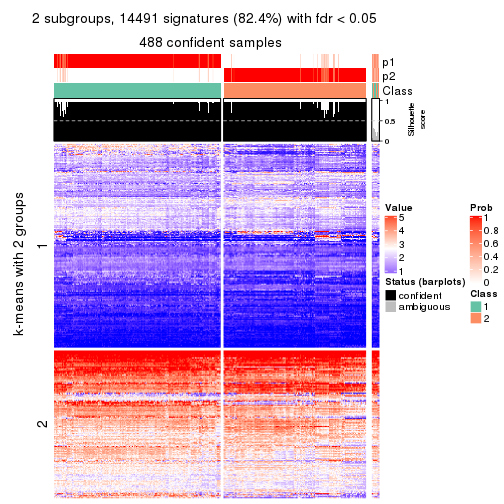 2 subgroups, 14491 signatures (82.4%) with fdr < 0.05
488 confident samples
p1
p2
Class
1
0.5
0
Silhouette
score
k-means with 2 groups
1
2
Value
5
4
3
2
1
Status (barplots)
confident
ambiguous
Prob
1
0.8
0.6
0.4
0.2
0
Class
1
2